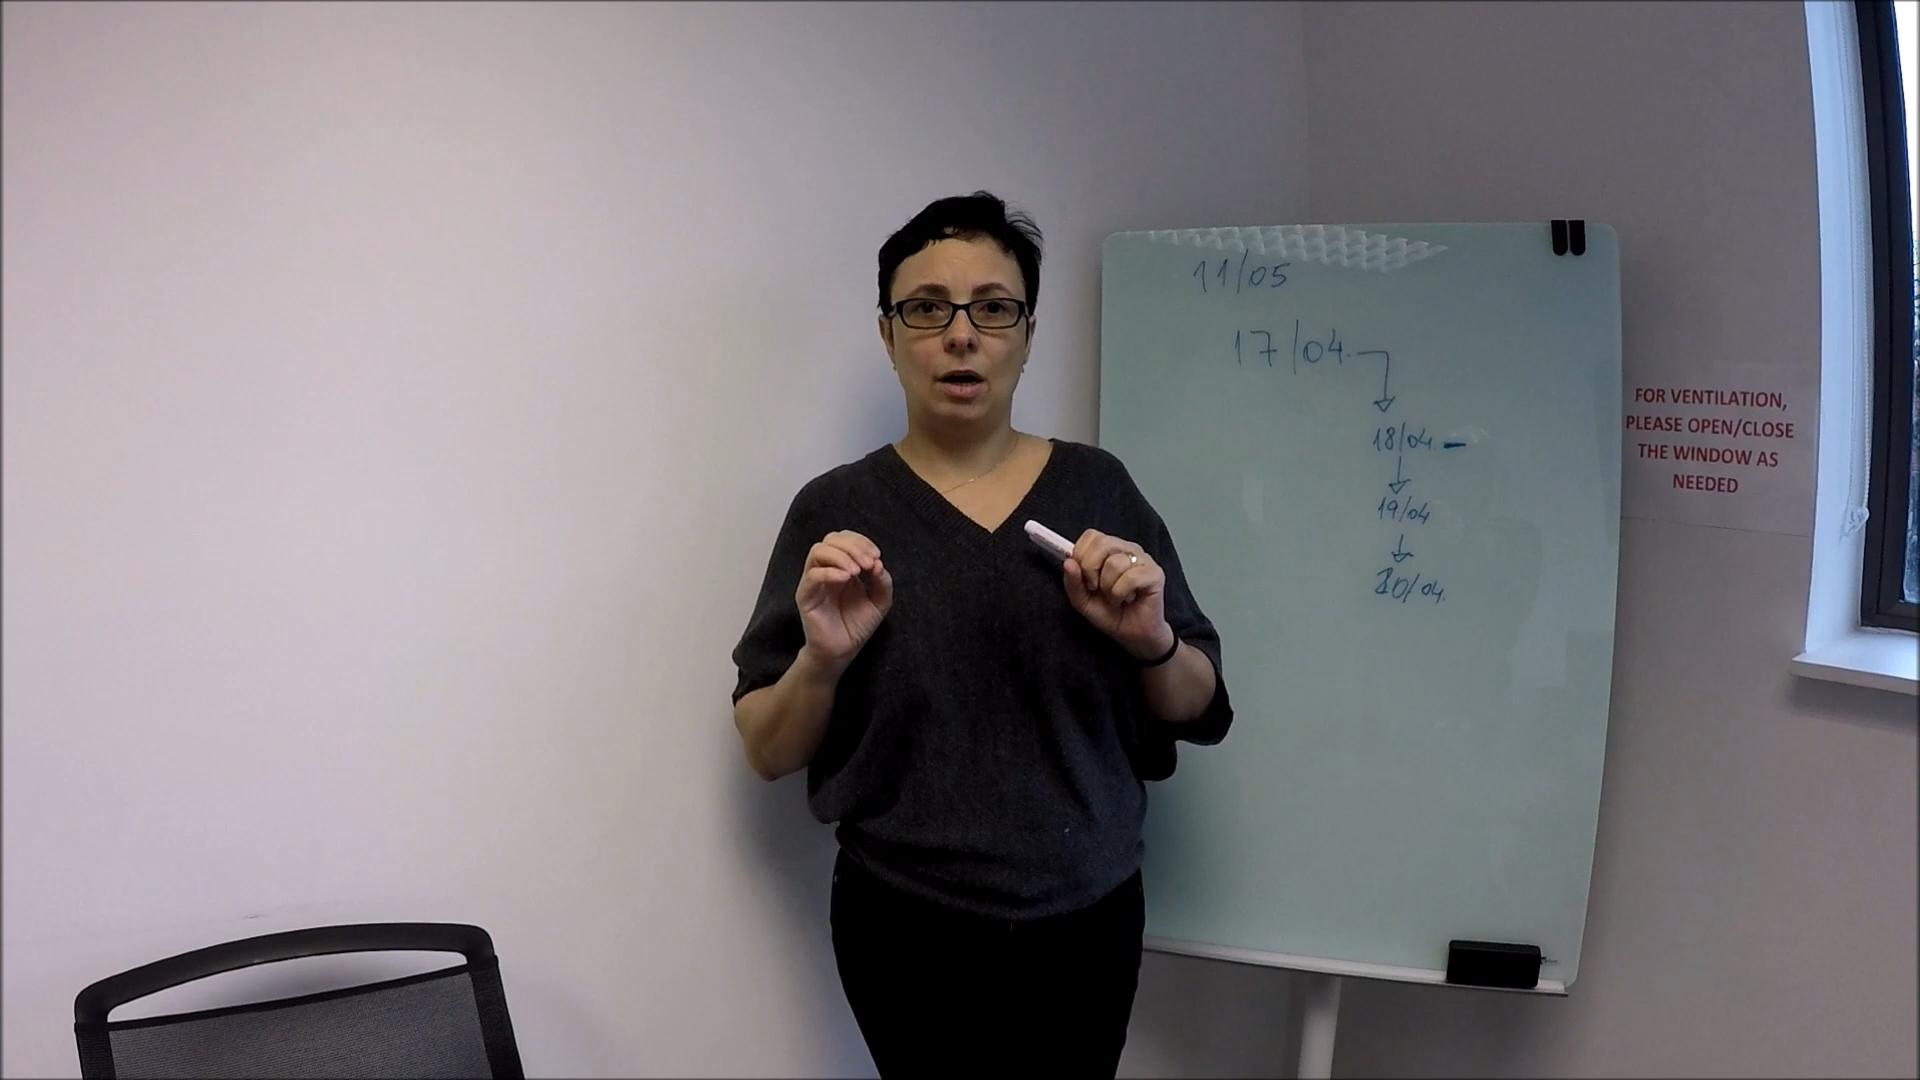 11/05
17/04.
18/04. -
19/04
20/04.
FOR VENTILATION,
PLEASE OPEN/CLOSE
THE WINDOW AS
NEEDED